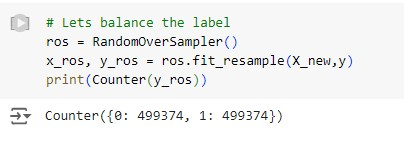 # Lets balance the label
ros = RandomOverSampler()
x_ros, y_ros = ros.fit_resample(X_new,y)
print(Counter(y_ros))
Counter({0: 499374, 1: 499374})